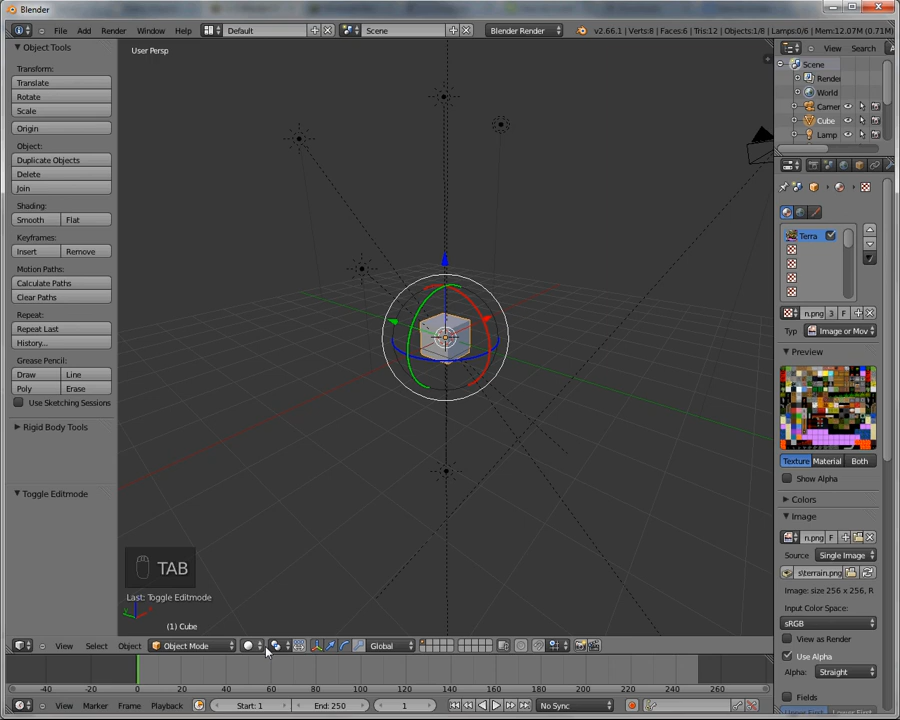 Blender
File Add Render Window Help Default Scene Blender Render v2.66.1 | Verts:8 | Faces:6 | Tris:12 | Objects:1/8 | Lamps:0/6 | Mem:12.07M (0.71M)
Object Tools
Transform:
Translate
Rotate
Scale
Origin
Object:
Duplicate Objects
Delete
Join
Shading:
Smooth Flat
Keyframes:
Insert Remove
Motion Paths:
Calculate Paths
Clear Paths
Repeat:
Repeat Last
History...
Grease Pencil:
Draw Line
Poly Erase
Use Sketching Sessions
Rigid Body Tools
Toggle Editmode
User Persp
TAB
Last: Toggle Editmode
(1) Cube
View Search
Scene
Render
World
Camer
Cube
Lamp
Terra
n.png 3 F
Typ Image or Mov
Preview
Texture Material Both
Show Alpha
Colors
Image
n.png F
Source Single Image
s\terrain.png
Image: size 256 x 256, R
Input Color Space:
sRGB
View as Render
Use Alpha
Alpha: Straight
Fields
View Select Object Object Mode Global
-40 -20 0 20 40 60 80 100 120 140 160 180 200 220 240 260
View Marker Frame Playback Start: 1 End: 250 1 No Sync